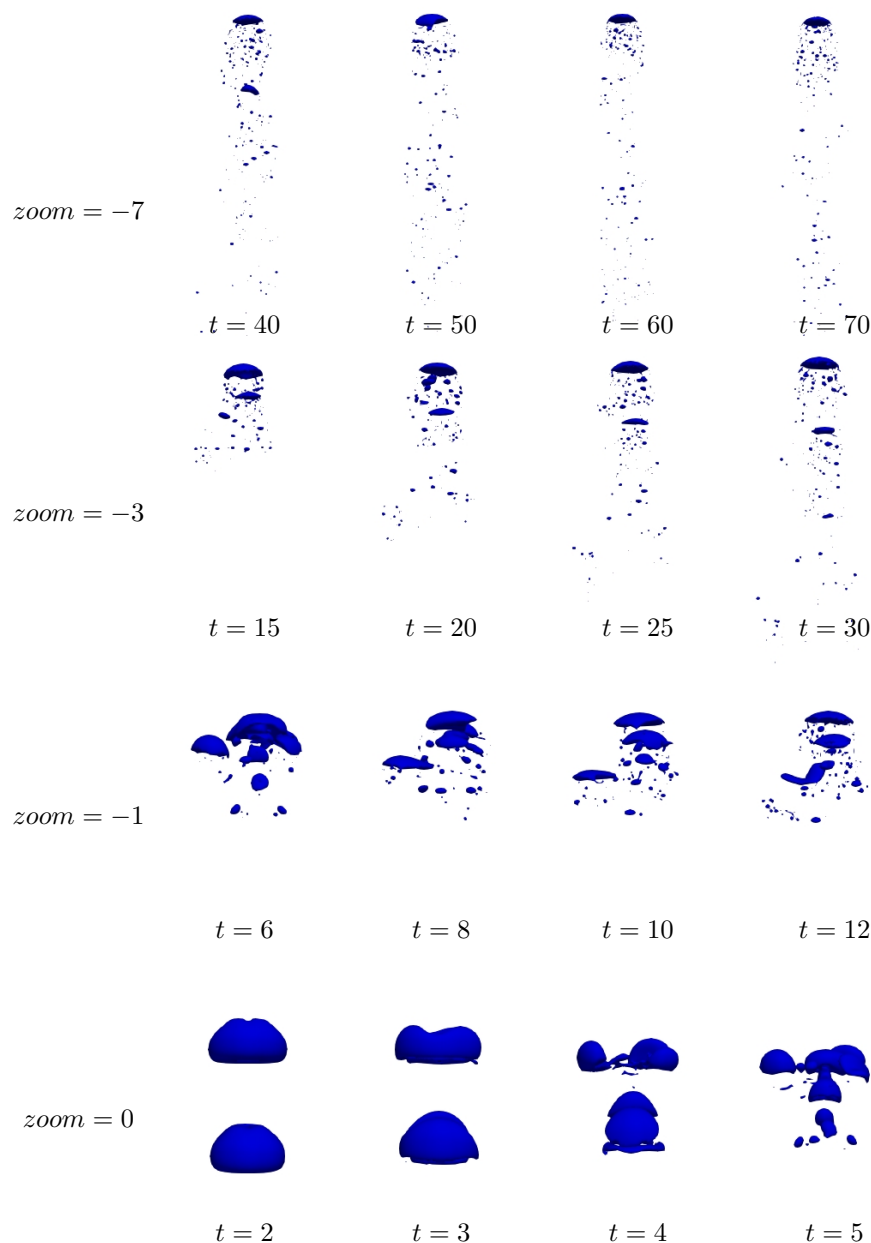 zoom = −7
t = 40 t = 50 t = 60 t = 70
zoom = −3
t = 15 t = 20 t = 25 t = 30
zoom = −1
t = 6 t = 8 t = 10 t = 12
zoom = 0
t = 2 t = 3 t = 4 t = 5